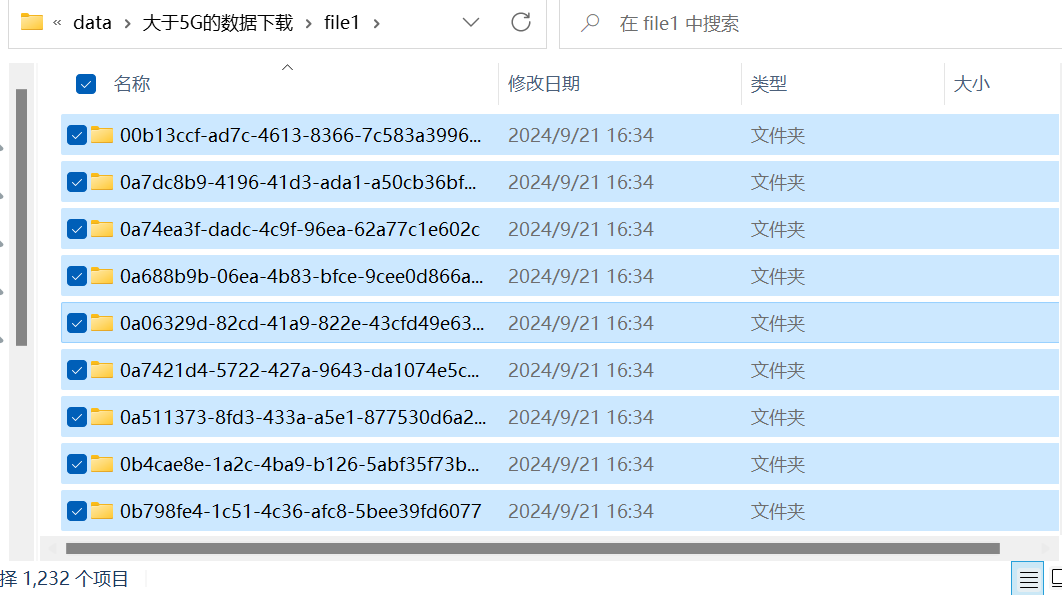 « data › 大于5G的数据下载 › file1 › 在 file1 中搜索
名称 修改日期 类型 大小
00b13ccf-ad7c-4613-8366-7c583a3996... 2024/9/21 16:34 文件夹
0a7dc8b9-4196-41d3-ada1-a50cb36bf... 2024/9/21 16:34 文件夹
0a74ea3f-dadc-4c9f-96ea-62a77c1e602c 2024/9/21 16:34 文件夹
0a688b9b-06ea-4b83-bfce-9cee0d866a... 2024/9/21 16:34 文件夹
0a06329d-82cd-41a9-822e-43cfd49e63... 2024/9/21 16:34 文件夹
0a7421d4-5722-427a-9643-da1074e5c... 2024/9/21 16:34 文件夹
0a511373-8fd3-433a-a5e1-877530d6a2... 2024/9/21 16:34 文件夹
0b4cae8e-1a2c-4ba9-b126-5abf35f73b... 2024/9/21 16:34 文件夹
0b798fe4-1c51-4c36-afc8-5bee39fd6077 2024/9/21 16:34 文件夹
择 1,232 个项目